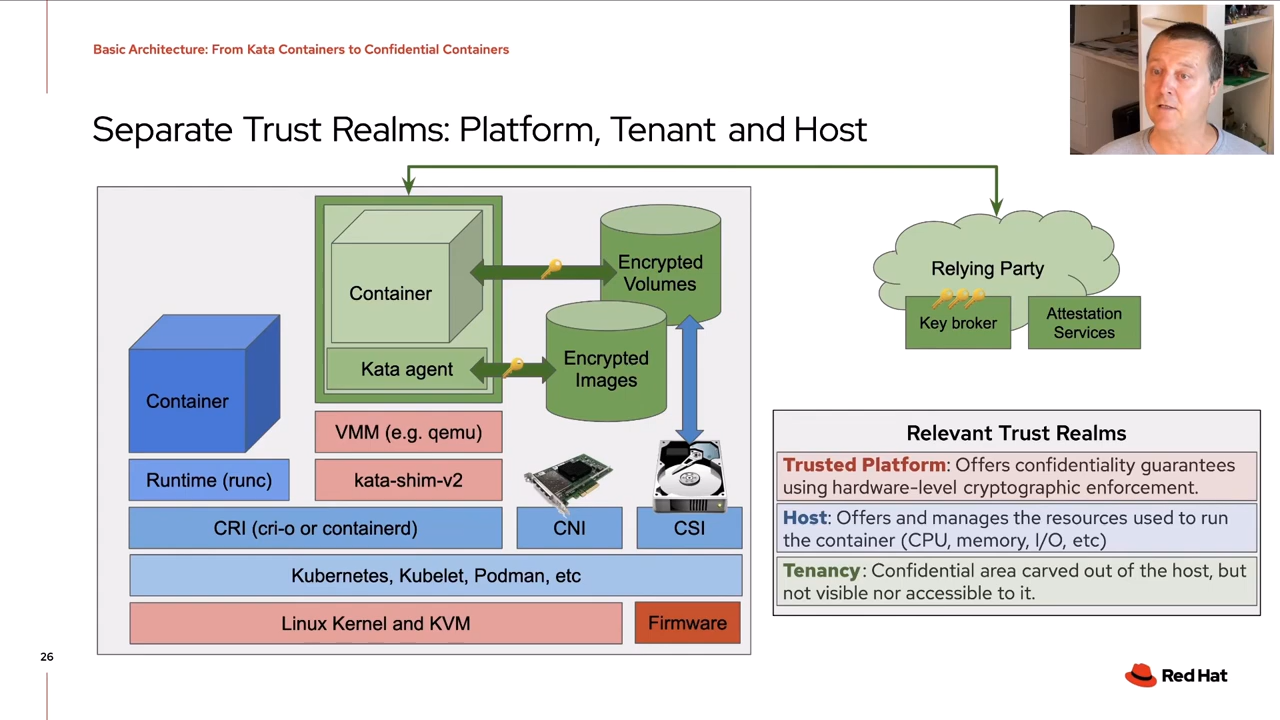 Basic Architecture: From Kata Containers to Confidential Containers
Separate Trust Realms: Platform, Tenant and Host
Container
Encrypted
Volumes
Kata agent
Encrypted
Images
Container
VMM (e.g. qemu)
Runtime (runc)
kata-shim-v2
CRI (cri-o or containerd)
CNI
CSI
Kubernetes, Kubelet, Podman, etc
Linux Kernel and KVM
Firmware
Relying Party
Key broker
Attestation
Services
Relevant Trust Realms
Trusted Platform: Offers confidentiality guarantees
using hardware-level cryptographic enforcement.
Host: Offers and manages the resources used to run
the container (CPU, memory, I/O, etc)
Tenancy: Confidential area carved out of the host, but
not visible nor accessible to it.
26
Red Hat